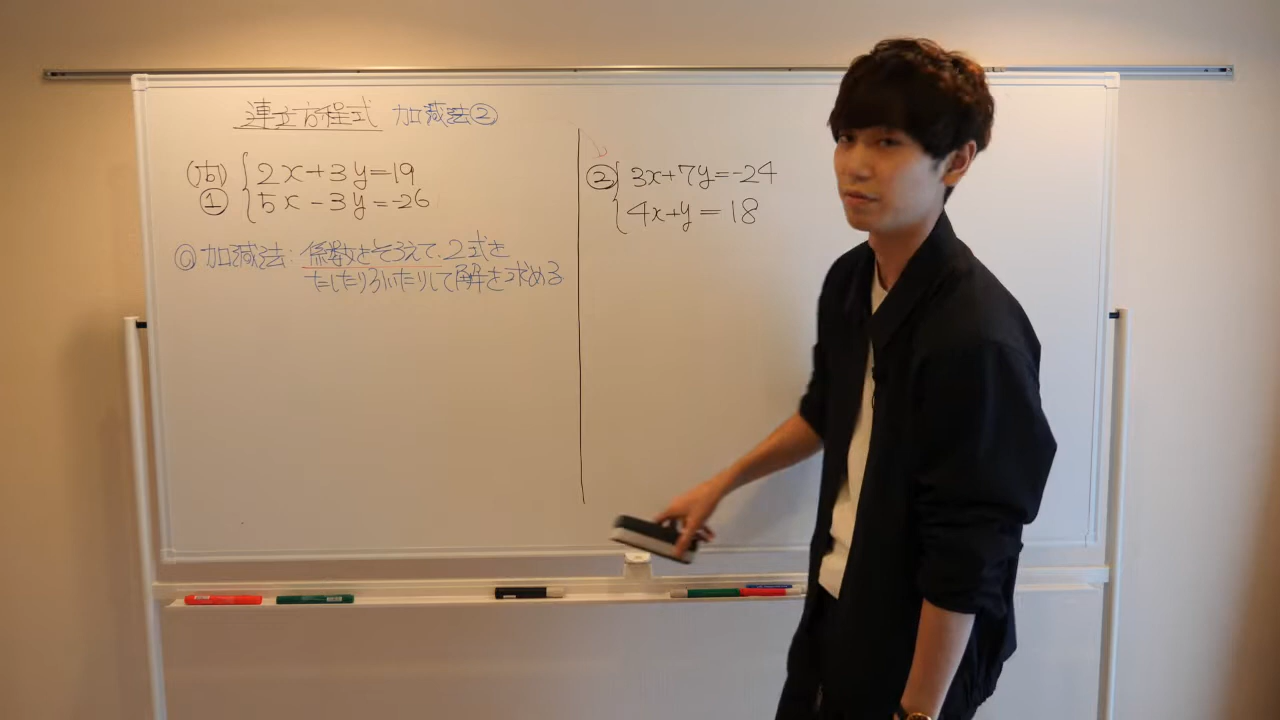 連立方程式 加減法②
(例) 2x+3y=19
① 5x-3y=-26
◎加減法：係数をそろえて、2式を
たしたりひいたりして解を求める
② 3x+7y=-24
4x+y=18